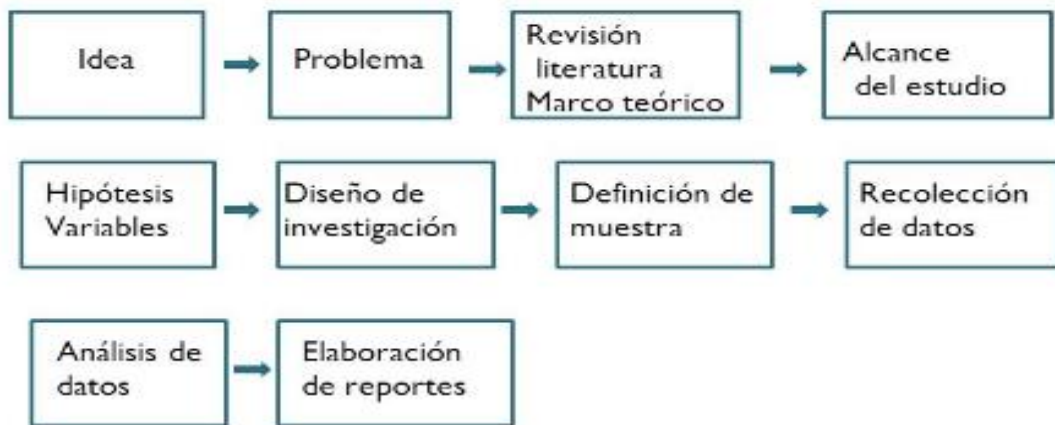 Idea
Problema
Revisión
literatura
Marco teórico
Alcance
del estudio
Hipótesis
Variables
Diseño de
investigación
Definición de
muestra
Recolección
de datos
Análisis de
datos
Elaboración
de reportes